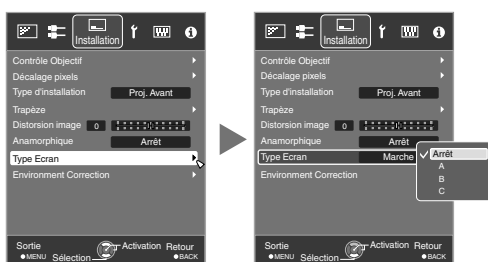 Installation
Contrôle Objectif
Décalage pixels
Type d'installation Proj. Avant
Trapèze
Distorsion image 0
Anamorphique Arrêt
Type Ecran
Environment Correction
Sortie Activation Retour
MENU Sélection BACK
Installation
Contrôle Objectif
Décalage pixels
Type d'installation Proj. Avant
Trapèze
Distorsion image 0
Anamorphique Arrêt
Type Ecran Marche
Environment Correction
Arrêt
A
B
C
Sortie Activation Retour
MENU Sélection BACK